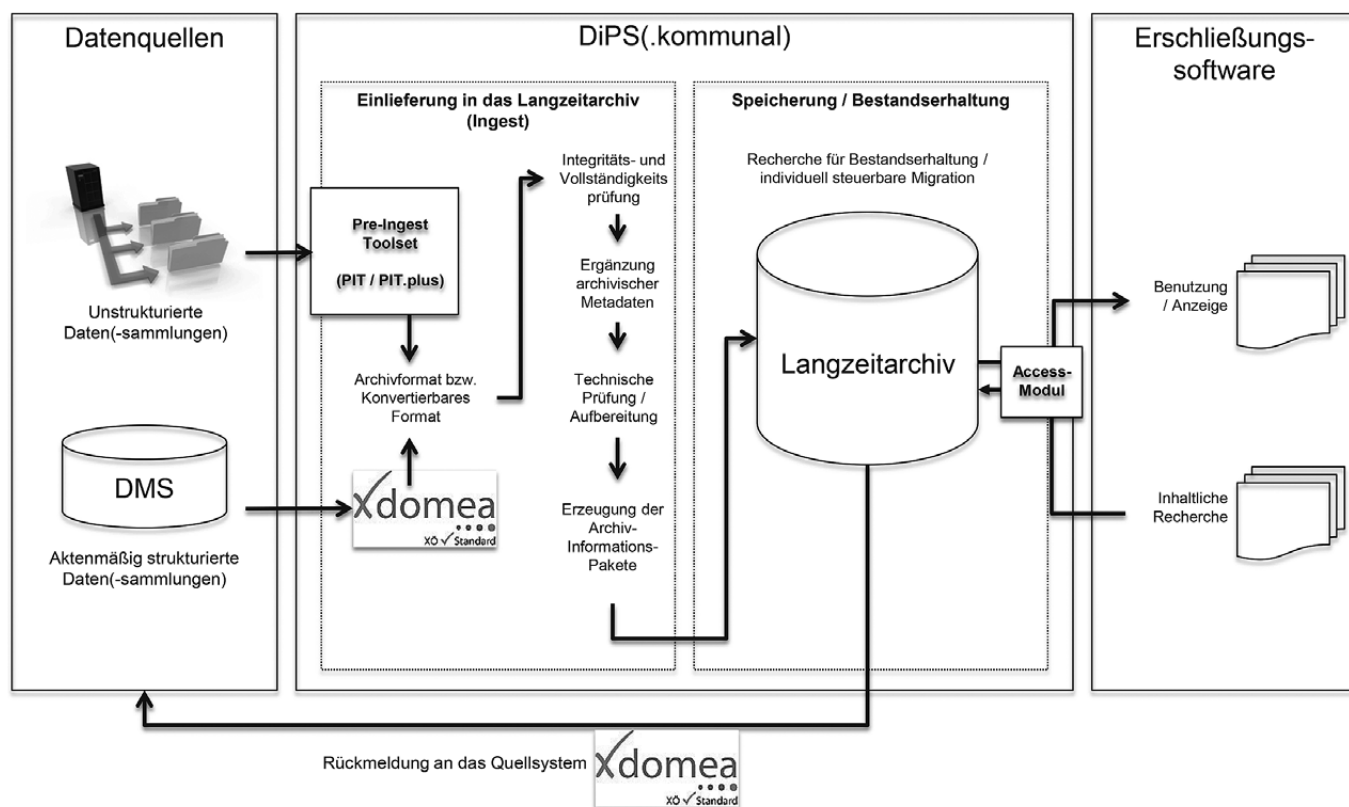 Datenquellen
Unstrukturierte
Daten(-sammlungen)
DMS
Aktenmäßig strukturierte
Daten(-sammlungen)
DiPS(.kommunal)
Einlieferung in das Langzeitarchiv
(Ingest)
Pre-Ingest
Toolset
(PIT / PIT.plus)
Archivformat bzw.
Konvertierbares
Format
xdomea
XÖ Standard
Integritäts- und
Vollständigkeits
prüfung
Ergänzung
archivischer
Metadaten
Technische
Prüfung /
Aufbereitung
Erzeugung der
Archiv-
Informations-
Pakete
Speicherung / Bestandserhaltung
Recherche für Bestandserhaltung /
individuell steuerbare Migration
Langzeitarchiv
Access-
Modul
Erschließungs-
software
Benutzung
/ Anzeige
Inhaltliche
Recherche
Rückmeldung an das Quellsystem
xdomea
XÖ Standard